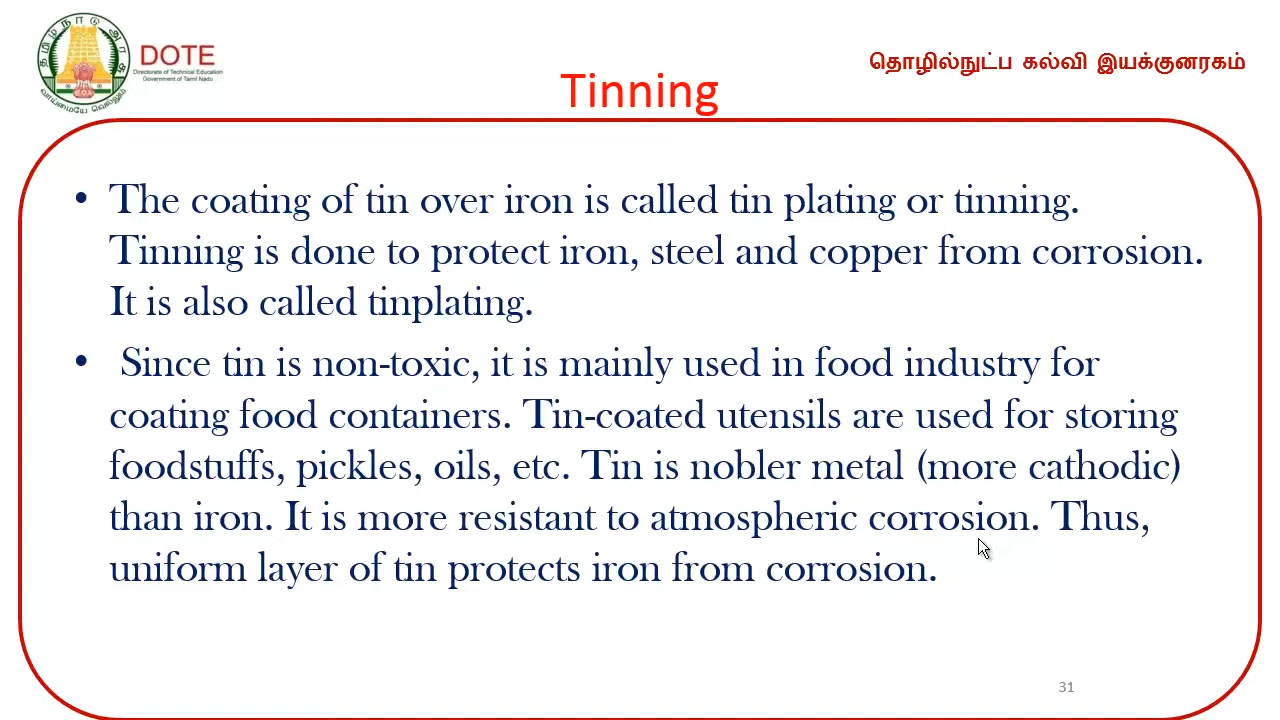 DOTE
Directorate of Technical Education
Government of Tamil Nadu
தொழில்நுட்ப கல்வி இயக்குனரகம்
Tinning
• The coating of tin over iron is called tin plating or tinning.
Tinning is done to protect iron, steel and copper from corrosion.
It is also called tinplating.
• Since tin is non-toxic, it is mainly used in food industry for
coating food containers. Tin-coated utensils are used for storing
foodstuffs, pickles, oils, etc. Tin is nobler metal (more cathodic)
than iron. It is more resistant to atmospheric corrosion. Thus,
uniform layer of tin protects iron from corrosion.
31